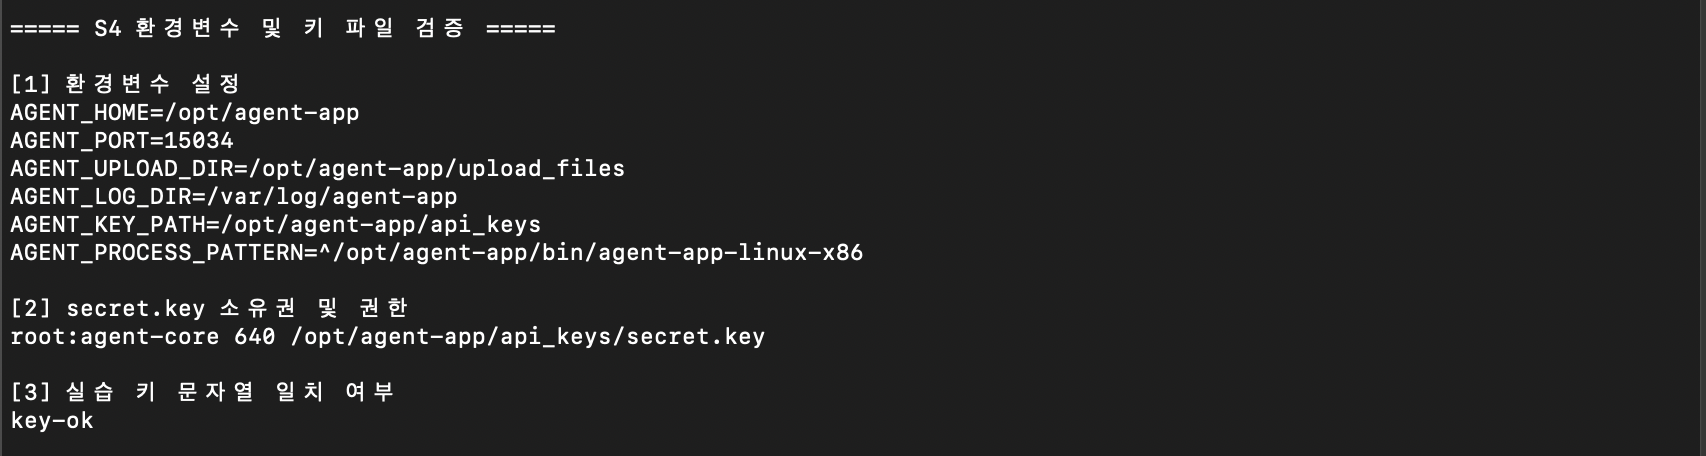 ===== S4 환경변수 및 키 파일 검증 =====
[1] 환경변수 설정
AGENT_HOME=/opt/agent-app
AGENT_PORT=15034
AGENT_UPLOAD_DIR=/opt/agent-app/upload_files
AGENT_LOG_DIR=/var/log/agent-app
AGENT_KEY_PATH=/opt/agent-app/api_keys
AGENT_PROCESS_PATTERN=^/opt/agent-app/bin/agent-app-linux-x86
[2] secret.key 소유권 및 권한
root:agent-core 640 /opt/agent-app/api_keys/secret.key
[3] 실습 키 문자열 일치 여부
key-ok